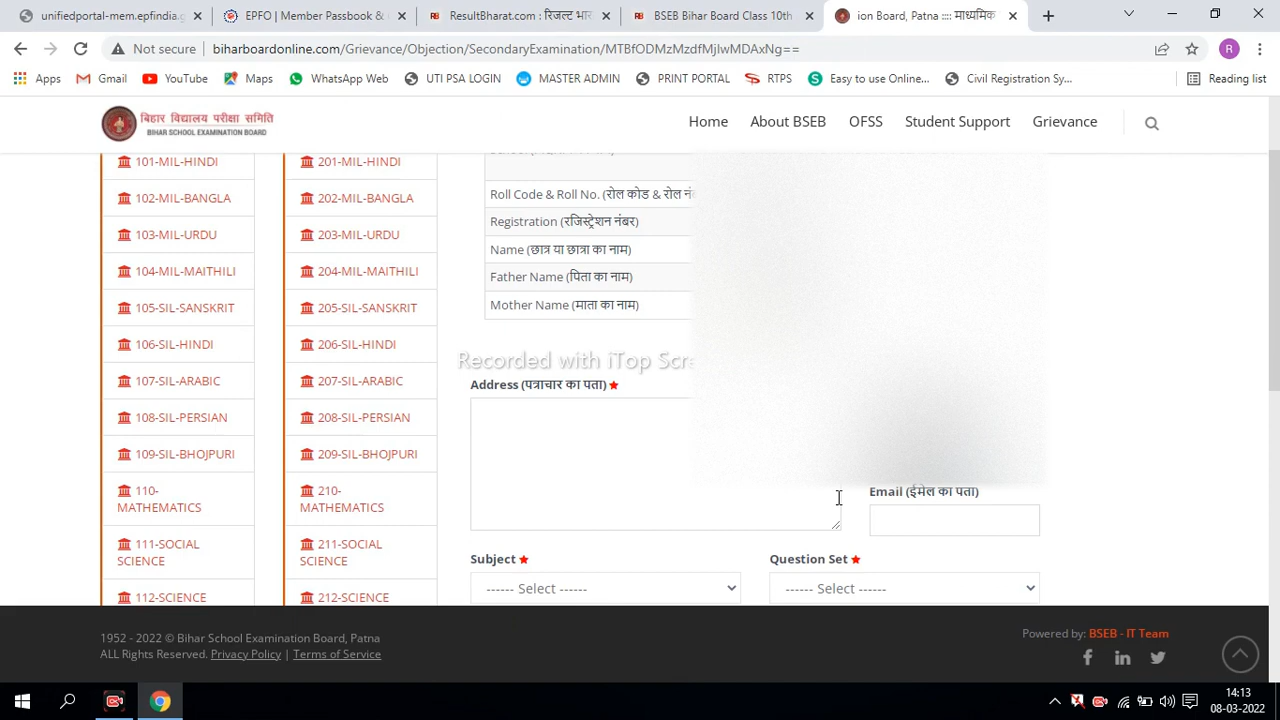 unifiedportal-mem.epfindia.g
EPFO | Member Passbook &
ResultBharat.com : रिजल्ट भार
BSEB Bihar Board Class 10th
ion Board, Patna :::: माध्यमिक
Not secure
biharboardonline.com/Grievance/Objection/SecondaryExamination/
R
Apps
Gmail
YouTube
Maps
WhatsApp Web
UTI PSA LOGIN
MASTER ADMIN
PRINT PORTAL
RTPS
Easy to use Online...
Civil Registration Sy...
Reading list
बिहार विद्यालय परीक्षा समिति
BIHAR SCHOOL EXAMINATION BOARD
Home
About BSEB
OFSS
Student Support
Grievance
101-MIL-HINDI
102-MIL-BANGLA
103-MIL-URDU
104-MIL-MAITHILI
105-SIL-SANSKRIT
106-SIL-HINDI
107-SIL-ARABIC
108-SIL-PERSIAN
109-SIL-BHOJPURI
110-
MATHEMATICS
111-SOCIAL
SCIENCE
112-SCIENCE
201-MIL-HINDI
202-MIL-BANGLA
203-MIL-URDU
204-MIL-MAITHILI
205-SIL-SANSKRIT
206-SIL-HINDI
207-SIL-ARABIC
208-SIL-PERSIAN
209-SIL-BHOJPURI
210-
MATHEMATICS
211-SOCIAL
SCIENCE
212-SCIENCE
Roll Code & Roll No. (रोल कोड & रोल
Registration (रजिस्ट्रेशन नंबर)
Name (छात्र या छात्रा का नाम)
Father Name (पिता का नाम)
Mother Name (माता का नाम)
Recorded with iTop Scr
Address (पत्राचार का पता) ★
Email (ईमेल का पता)
Subject ★
Question Set ★
------ Select ------
------ Select ------
1952 - 2022 © Bihar School Examination Board, Patna
ALL Rights Reserved. Privacy Policy | Terms of Service
Powered by: BSEB - IT Team
14:13
08-03-2022